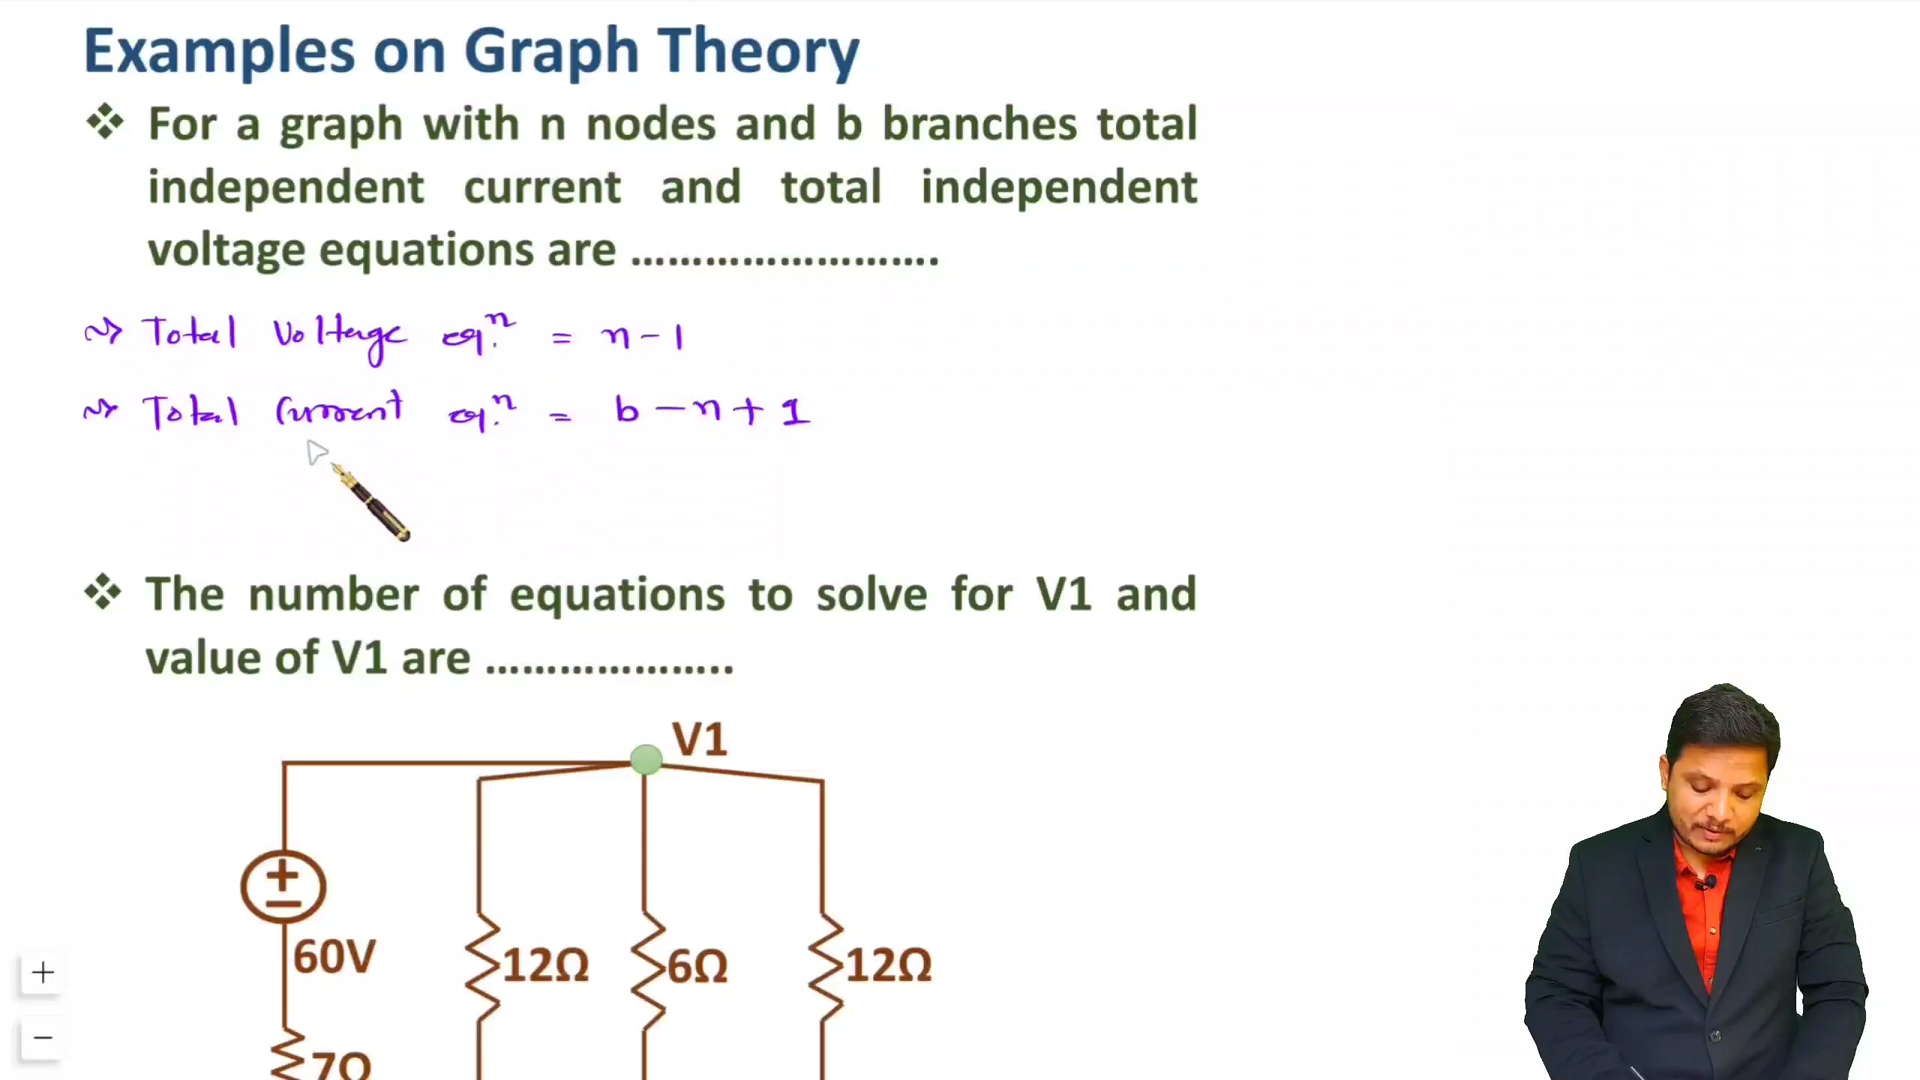 Examples on Graph Theory
❖ For a graph with n nodes and b branches total
independent current and total independent
voltage equations are ……………………….
⤳ Total Voltage eq.ⁿ = n - 1
⤳ Total Current eq.ⁿ = b - n + 1
❖ The number of equations to solve for V1 and
value of V1 are …………………..
V1
60V
12Ω
6Ω
12Ω
7Ω
+
−